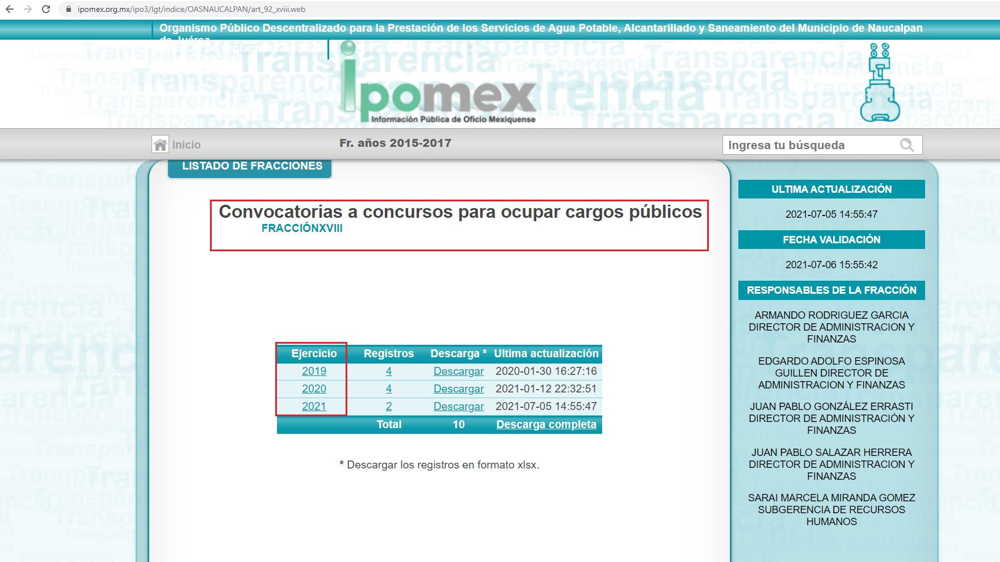 ipomex.org.mx/ipo3/lgt/indice/OASNAUCALPAN/art_92_xviii.web
Organismo Público Descentralizado para la Prestación de los Servicios de Agua Potable, Alcantarillado y Saneamiento del Municipio de Naucalpan
de Juárez
de septiembre de
ipomex
Información Pública de Oficio Mexiquense
Inicio
Fr. años 2015-2017
Ingresa tu búsqueda
LISTADO DE FRACCIONES
Convocatorias a concursos para ocupar cargos públicos
FRACCIÓNXVIII
Ejercicio Registros Descarga * Ultima actualización
2019 4 Descargar 2020-01-30 16:27:16
2020 4 Descargar 2021-01-12 22:32:51
2021 2 Descargar 2021-07-05 14:55:47
Total 10 Descarga completa
* Descargar los registros en formato xlsx.
ULTIMA ACTUALIZACIÓN
2021-07-05 14:55:47
FECHA VALIDACIÓN
2021-07-06 15:55:42
RESPONSABLES DE LA FRACCIÓN
ARMANDO RODRIGUEZ GARCIA
DIRECTOR DE ADMINISTRACION Y
FINANZAS
EDGARDO ADOLFO ESPINOSA
GUILLEN DIRECTOR DE
ADMINISTRACION Y FINANZAS
JUAN PABLO GONZÁLEZ ERRASTI
DIRECTOR DE ADMINISTRACIÓN Y
FINANZAS
JUAN PABLO SALAZAR HERRERA
DIRECTOR DE ADMINISTRACION Y
FINANZAS
SARAI MARCELA MIRANDA GOMEZ
SUBGERENCIA DE RECURSOS
HUMANOS